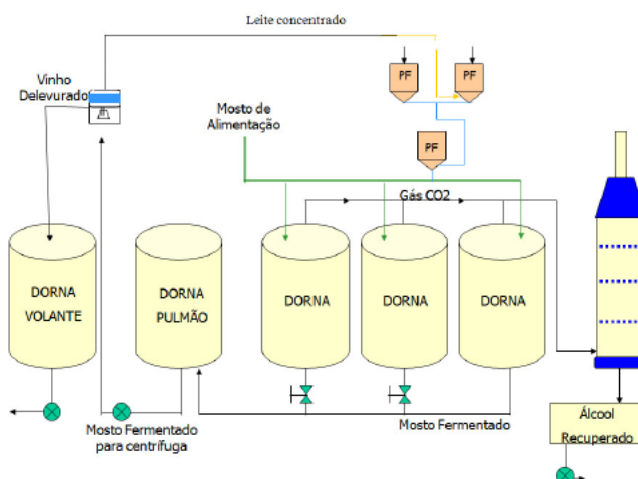 Leite concentrado
Vinho
Delevurado
PF
PF
Mosto de
Alimentação
PF
Gás CO2
DORNA
VOLANTE
DORNA
PULMÃO
DORNA
DORNA
DORNA
Mosto Fermentado
para centrífuga
Mosto Fermentado
Álcool
Recuperado